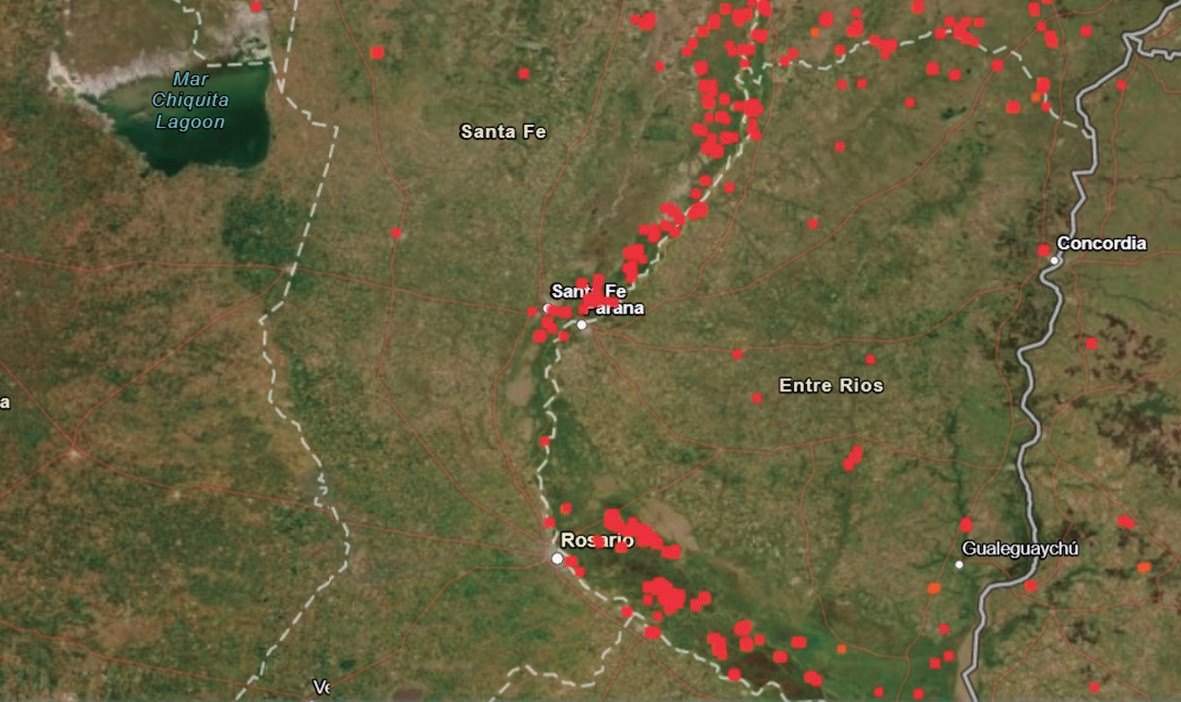 Mar
Chiquita
Lagoon
Santa Fe
Concordia
Santa Fe
Parana
Entre Rios
a
Rosario
Gualeguaychú